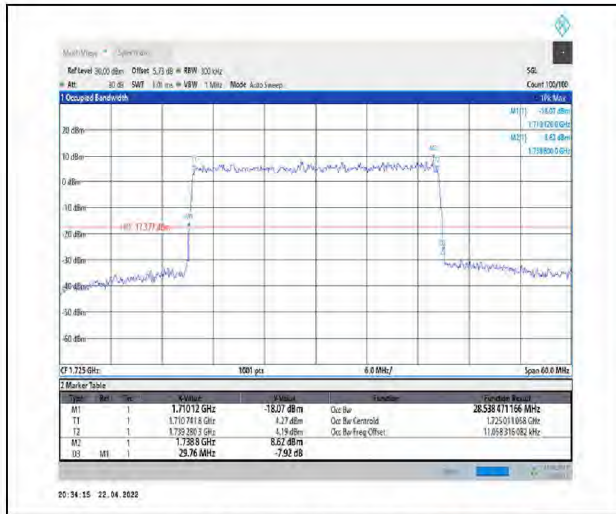 MultiView Spectrum
Ref Level 30.00 dBm Offset 5.73 dB RBW 300 kHz SGL
Att 30 dB SWT 1.01 ms VBW 1 MHz Mode Auto Sweep Count 100/100
1 Occupied Bandwidth 1Pk Max
M1[1] -18.07 dBm
1.710120 0 GHz
M2[1] 8.62 dBm
1.738800 0 GHz
20 dBm
10 dBm
0 dBm
-10 dBm
-20 dBm
-30 dBm
-40 dBm
-50 dBm
-60 dBm
CF 1.725 GHz 1001 pts 6.0 MHz/ Span 60.0 MHz
2 Marker Table
Type Ref Trc X-Value Y-Value Function Function Result
M1 1 1.71012 GHz -18.07 dBm Occ Bw 28.538 471 166 MHz
T1 1 1.710 741 8 GHz 4.27 dBm Occ Bw Centroid 1.725 011 058 GHz
T2 1 1.739 280 3 GHz 4.19 dBm Occ Bw Freq Offset 11.058 316 082 kHz
M2 1 1.7388 GHz 8.62 dBm
D3 M1 1 29.76 MHz -7.92 dB
20:34:15 22.04.2022